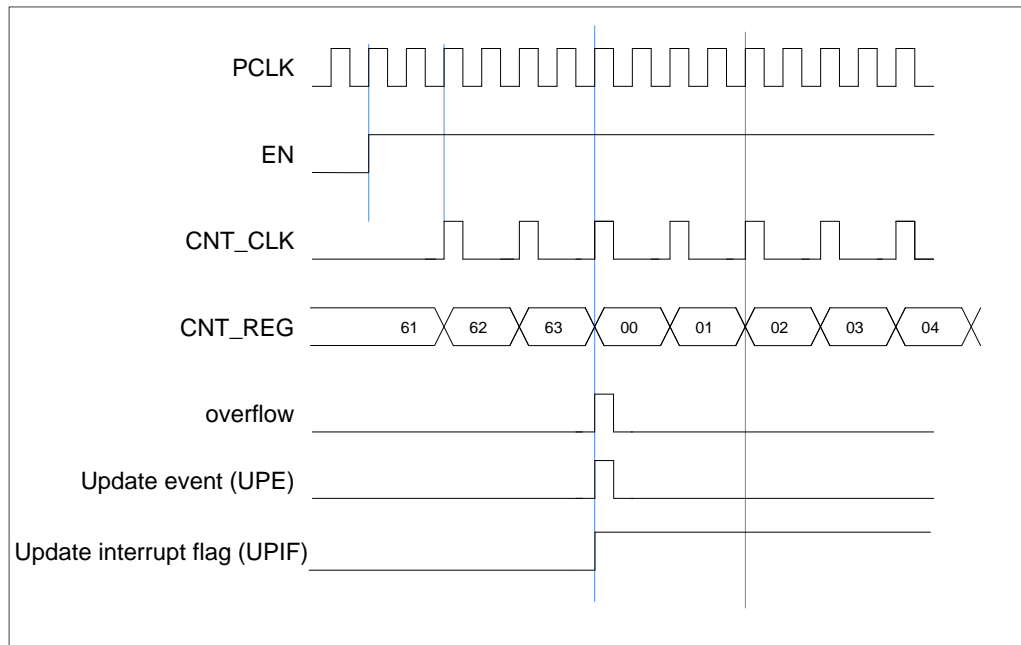 PCLK
EN
CNT_CLK
CNT_REG
61 62 63 00 01 02 03 04
overflow
Update event (UPE)
Update interrupt flag (UPIF)